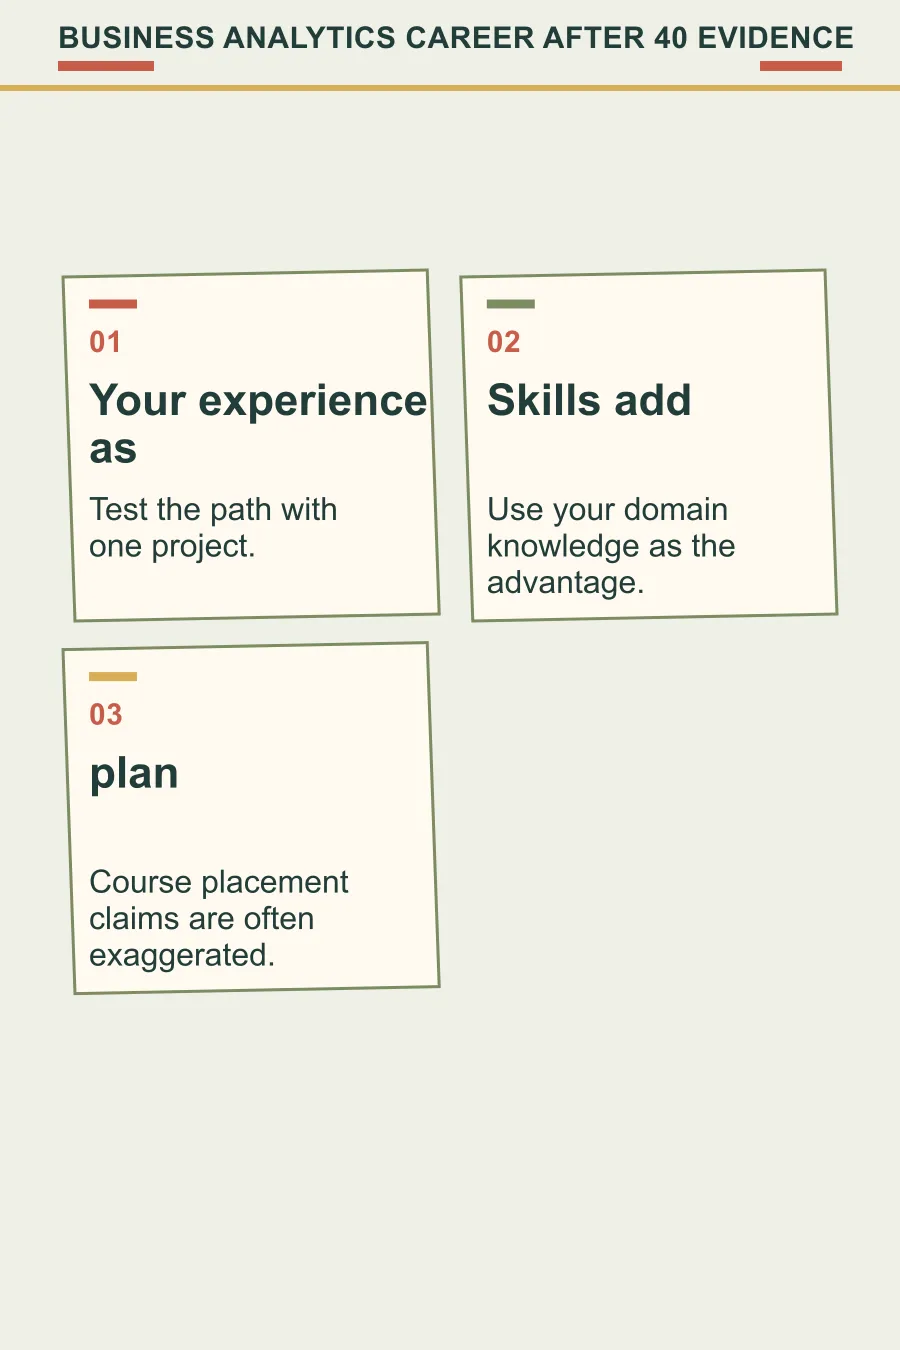 BUSINESS ANALYTICS CAREER AFTER 40 EVIDENCE
01
Your experience
as
Test the path with
one project.
02
Skills add
Use your domain
knowledge as the
advantage.
03
plan
Course placement
claims are often
exaggerated.